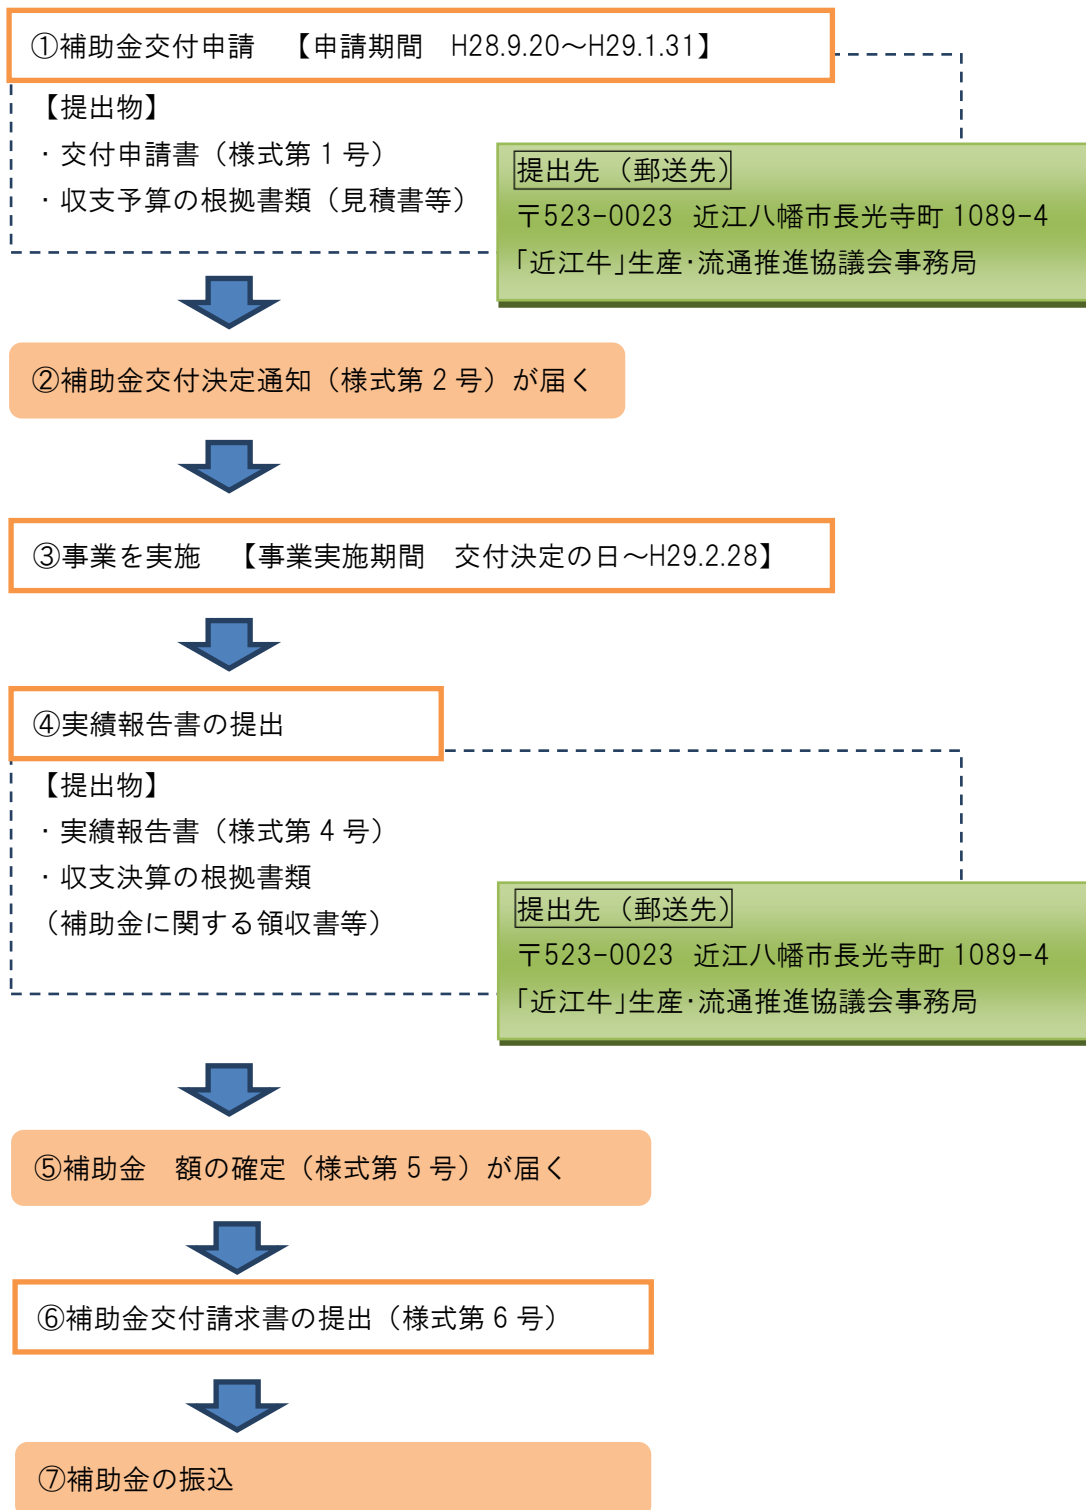 ①補助金交付申請　【申請期間　H28.9.20～H29.1.31】
【提出物】
・交付申請書（様式第１号）
・収支予算の根拠書類（見積書等）
提出先（郵送先）
〒523-0023 近江八幡市長光寺町 1089-4
「近江牛」生産・流通推進協議会事務局
②補助金交付決定通知（様式第２号）が届く
③事業を実施　【事業実施期間　交付決定の日～H29.2.28】
④実績報告書の提出
【提出物】
・実績報告書（様式第４号）
・収支決算の根拠書類
（補助金に関する領収書等）
提出先（郵送先）
〒523-0023 近江八幡市長光寺町 1089-4
「近江牛」生産・流通推進協議会事務局
⑤補助金　額の確定（様式第５号）が届く
⑥補助金交付請求書の提出（様式第６号）
⑦補助金の振込